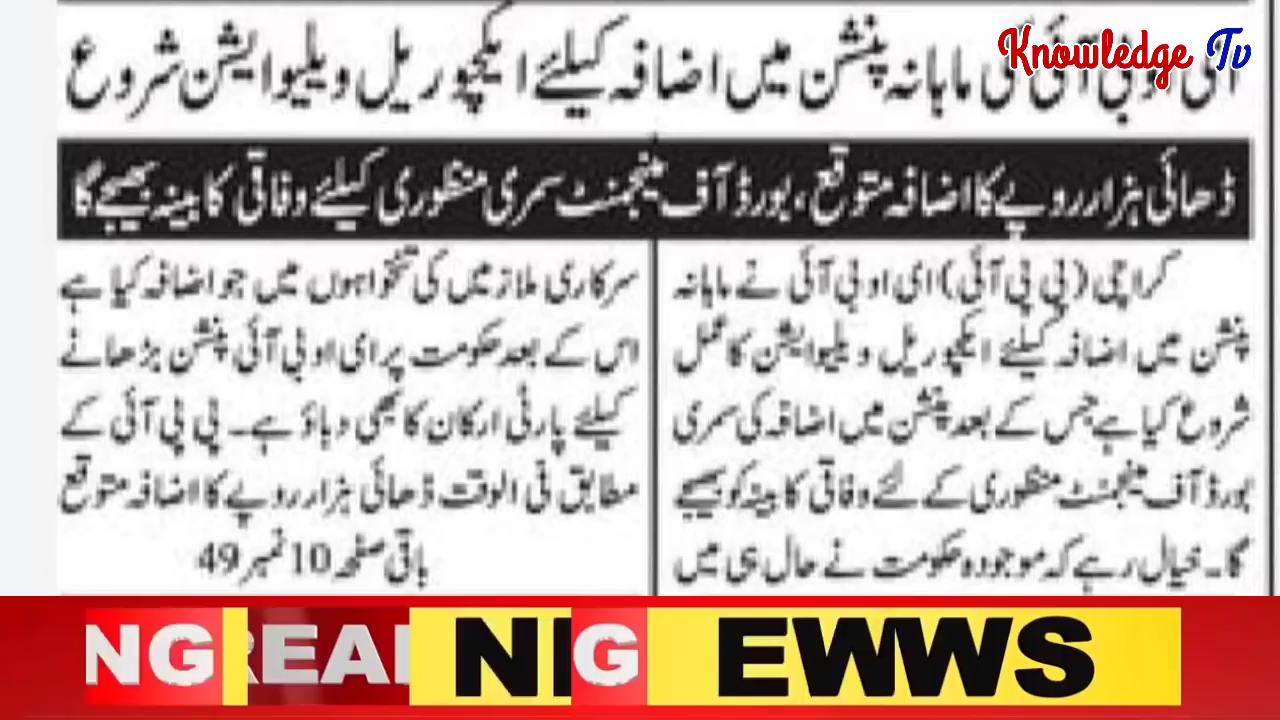 Knowledge Tv
ای او بی آئی کی ماہانہ پنشن میں اضافہ کیلئے ایکچوریل ویلیوایشن شروع
ڈھائی ہزار روپے کا اضافہ متوقع، بورڈ آف مینجمنٹ سمری منظوری کیلئے وفاقی کابینہ بھیجے گا
کراچی (پی پی آئی) ای او بی آئی نے ماہانہ
پنشن میں اضافہ کیلئے ایکچوریل ویلیوایشن کا عمل
شروع کیا ہے جس کے بعد پنشن میں اضافہ کی سمری
بورڈ آف مینجمنٹ منظوری کے لئے وفاقی کابینہ کو بھیجے
گا۔ خیال رہے کہ موجودہ حکومت نے حال ہی میں
سرکاری ملازمین کی تنخواہوں میں جو اضافہ کیا ہے
اس کے بعد حکومت پر ای او بی آئی پنشن بڑھانے
کیلئے پارٹی ارکان کا بھی دباؤ ہے۔ پی پی آئی کے
مطابق فی الوقت ڈھائی ہزار روپے کا اضافہ متوقع
باقی صفحہ 10 نمبر 49
NG REA NI G EWWS